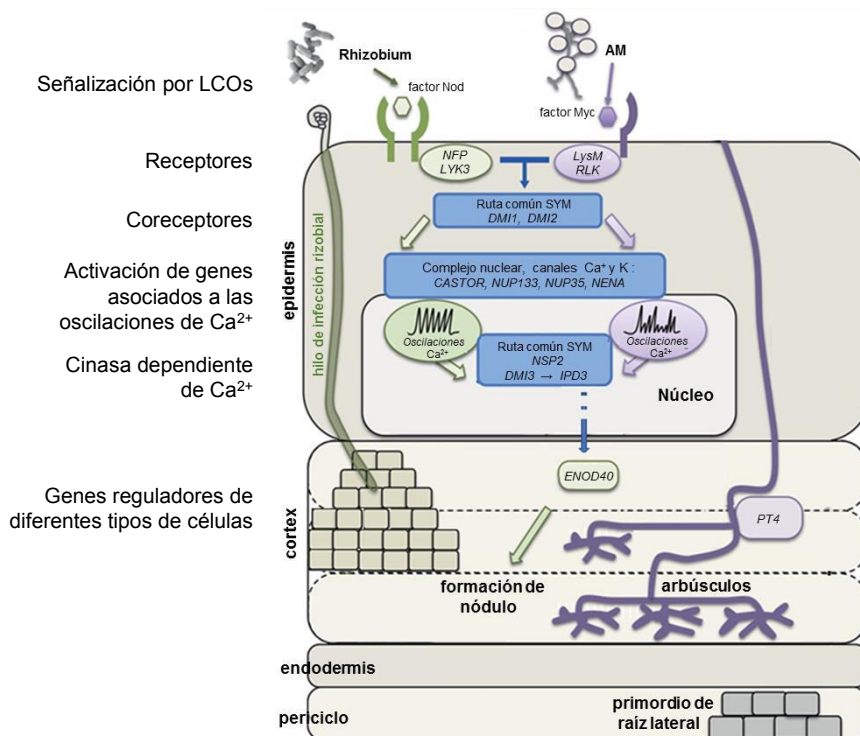 Señalización por LCOs
Receptores
Coreceptores
Activación de genes
asociados a las
oscilaciones de Ca²⁺
Cinasa dependiente
de Ca²⁺
Genes reguladores de
diferentes tipos de células
Rhizobium
factor Nod
AM
factor Myc
NFP
LYK3
LysM
RLK
Ruta común SYM
DMI1, DMI2
Complejo nuclear, canales Ca⁺ y K :
CASTOR, NUP133, NUP35, NENA
Oscilaciones
Ca²⁺
Oscilaciones
Ca²⁺
Ruta común SYM
NSP2
DMI3 → IPD3
Núcleo
epidermis
hilo de infección rizobial
ENOD40
PT4
cortex
formación de
nódulo
arbúsculos
endodermis
periciclo
primordio de
raíz lateral